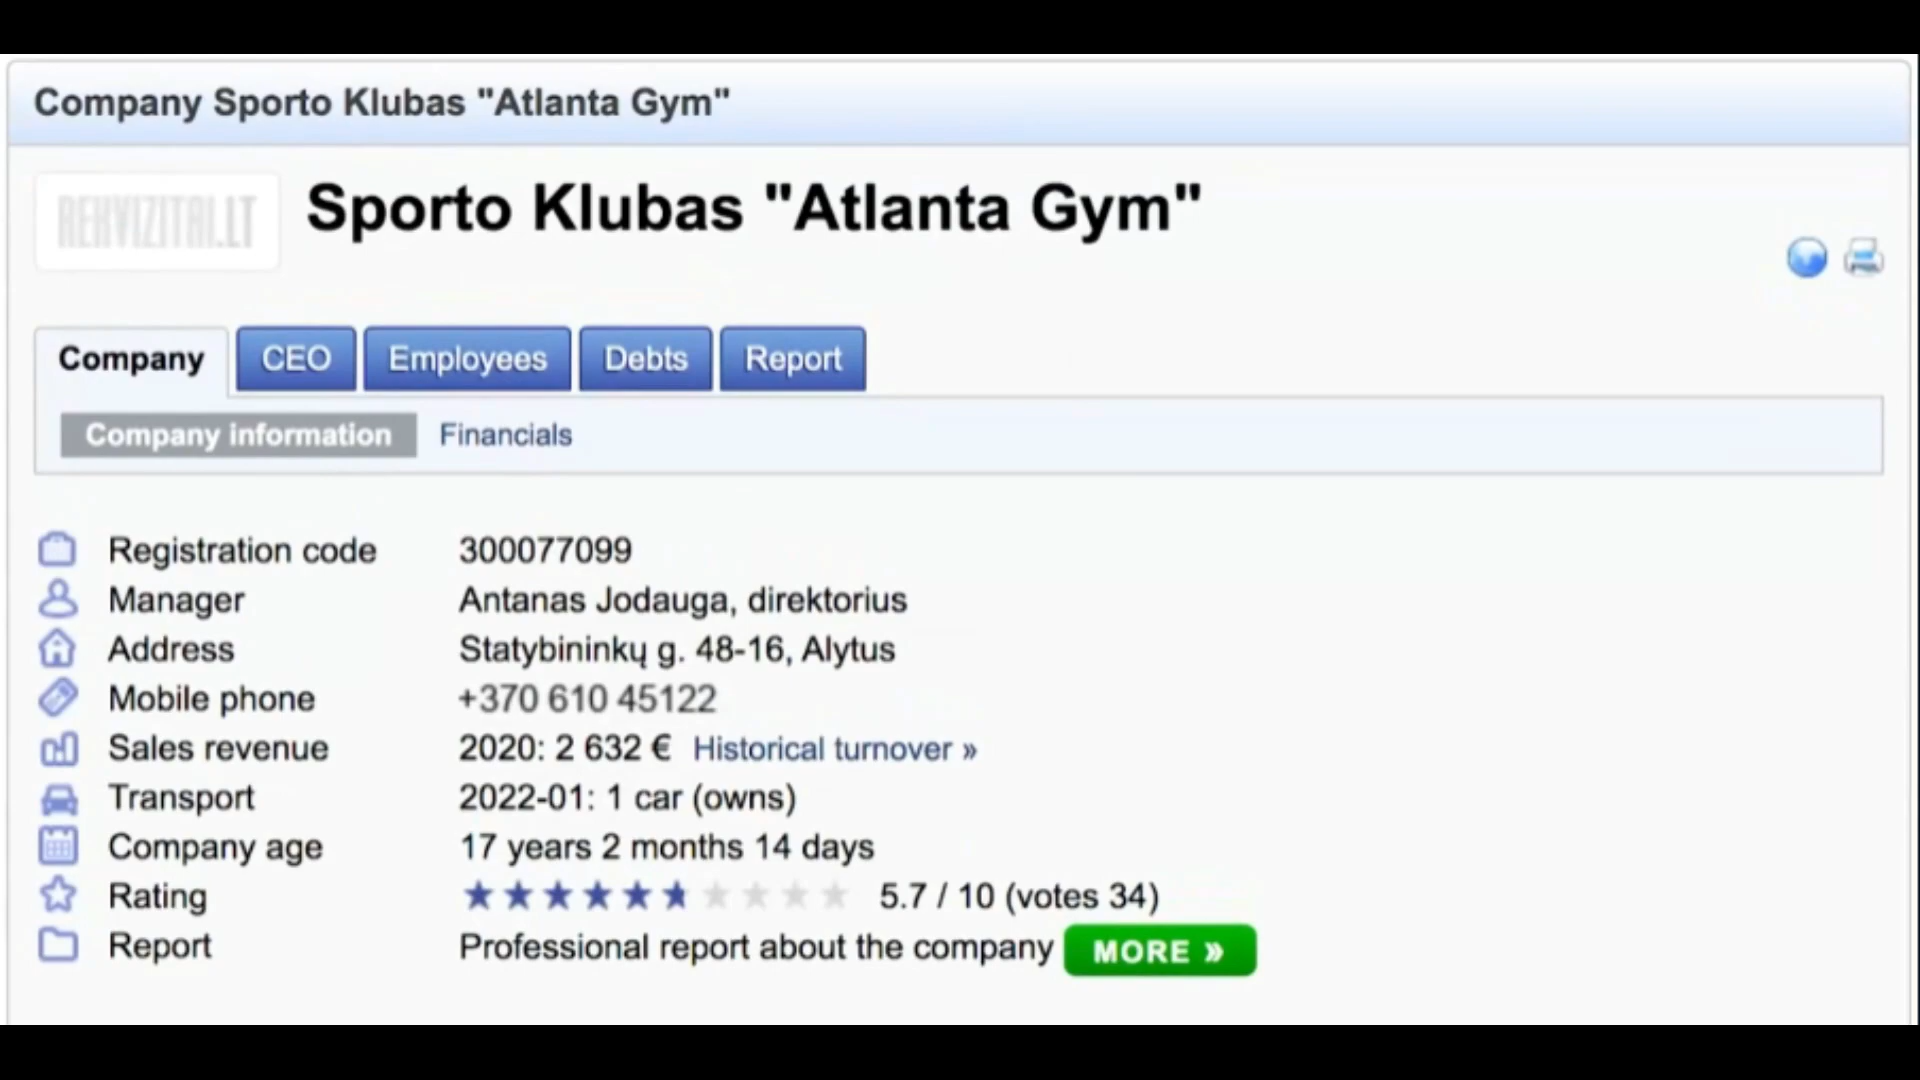 Company Sporto Klubas "Atlanta Gym"
REKVIZITAI.LT
Sporto Klubas "Atlanta Gym"
Company CEO Employees Debts Report
Company information Financials
Registration code 300077099
Manager Antanas Jodauga, direktorius
Address Statybininkų g. 48-16, Alytus
Mobile phone +370 610 45122
Sales revenue 2020: 2 632 € Historical turnover »
Transport 2022-01: 1 car (owns)
Company age 17 years 2 months 14 days
Rating 5.7 / 10 (votes 34)
Report Professional report about the company MORE »